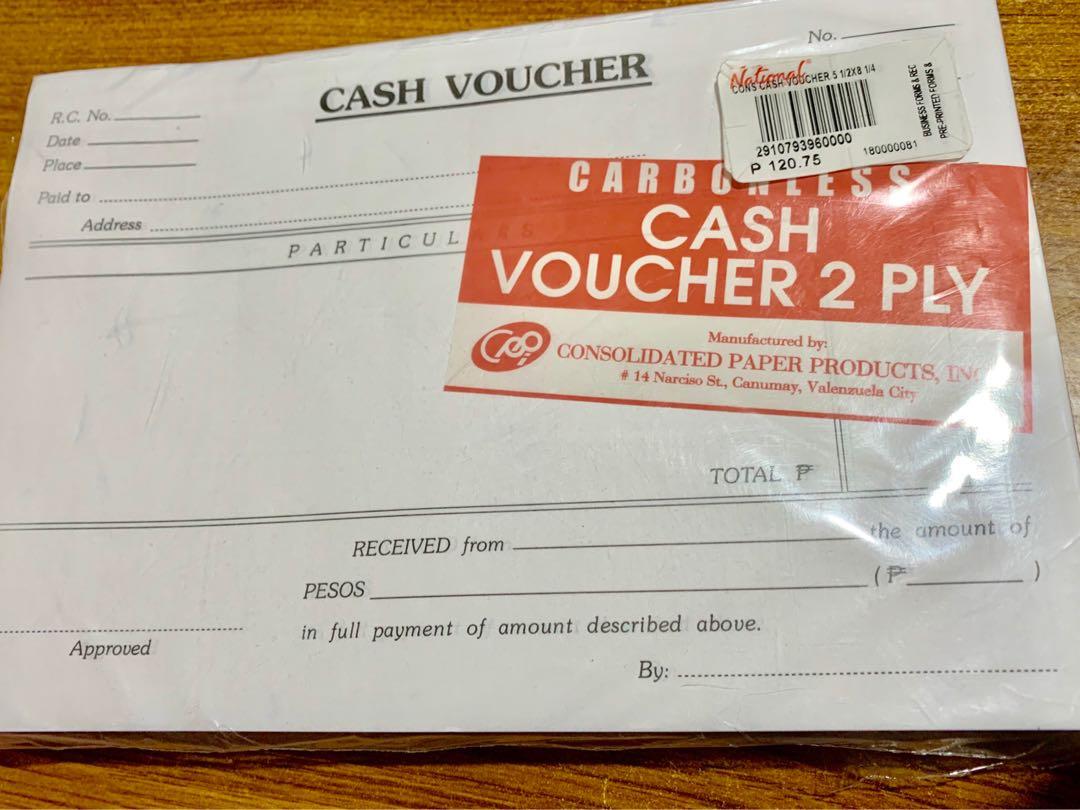 No.
CASH VOUCHER
National
CONS CASH VOUCHER 5 1/2X8 1/4
BUSINESS FORMS & REC
PRE-PRINTED FORMS &
2910793960000
180000081
₱ 120.75
R.C. No.
Date
Place
Paid to
Address
PARTICULARS
CARBONLESS
CASH
VOUCHER 2 PLY
CPPI
Manufactured by:
CONSOLIDATED PAPER PRODUCTS, INC
# 14 Narciso St., Canumay, Valenzuela City
TOTAL ₱
RECEIVED from the amount of
PESOS (₱ )
in full payment of amount described above.
Approved
By: